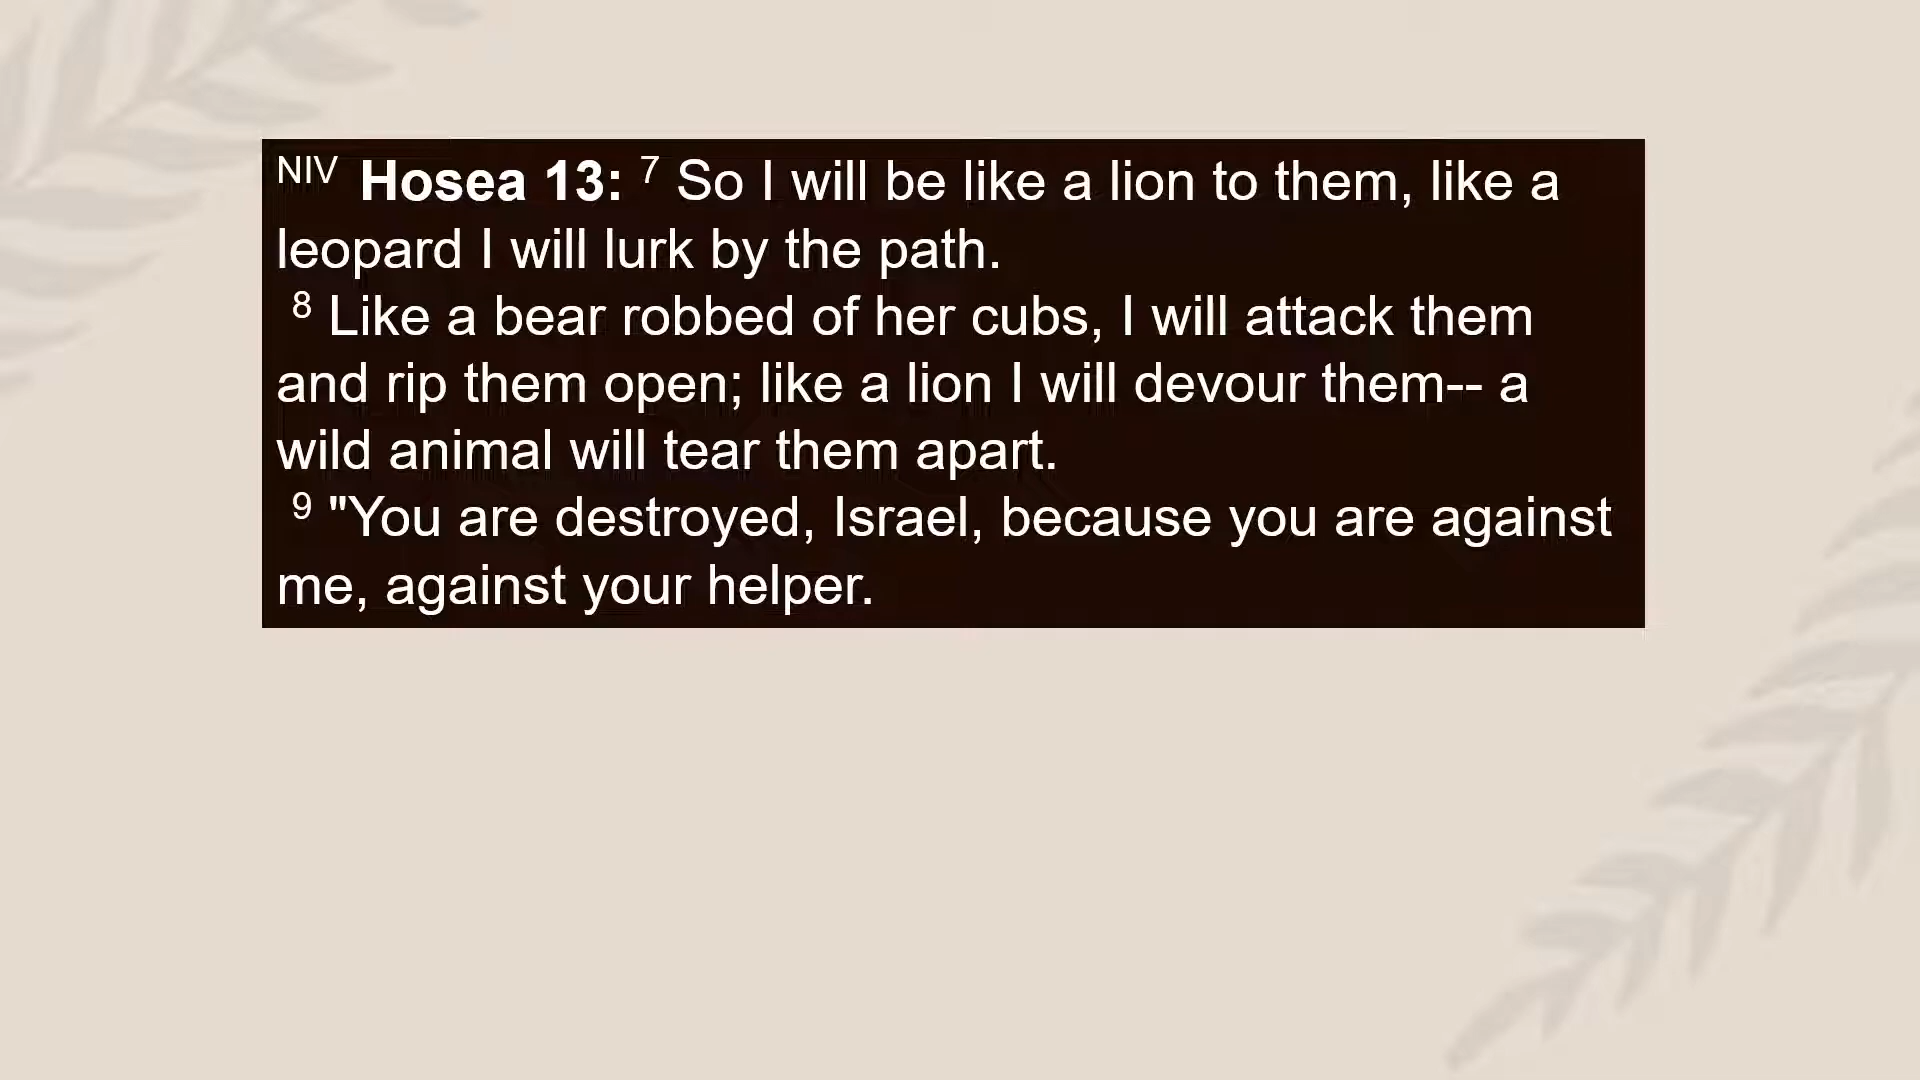 NIV Hosea 13: 7 So I will be like a lion to them, like a
leopard I will lurk by the path.
8 Like a bear robbed of her cubs, I will attack them
and rip them open; like a lion I will devour them-- a
wild animal will tear them apart.
9 "You are destroyed, Israel, because you are against
me, against your helper.